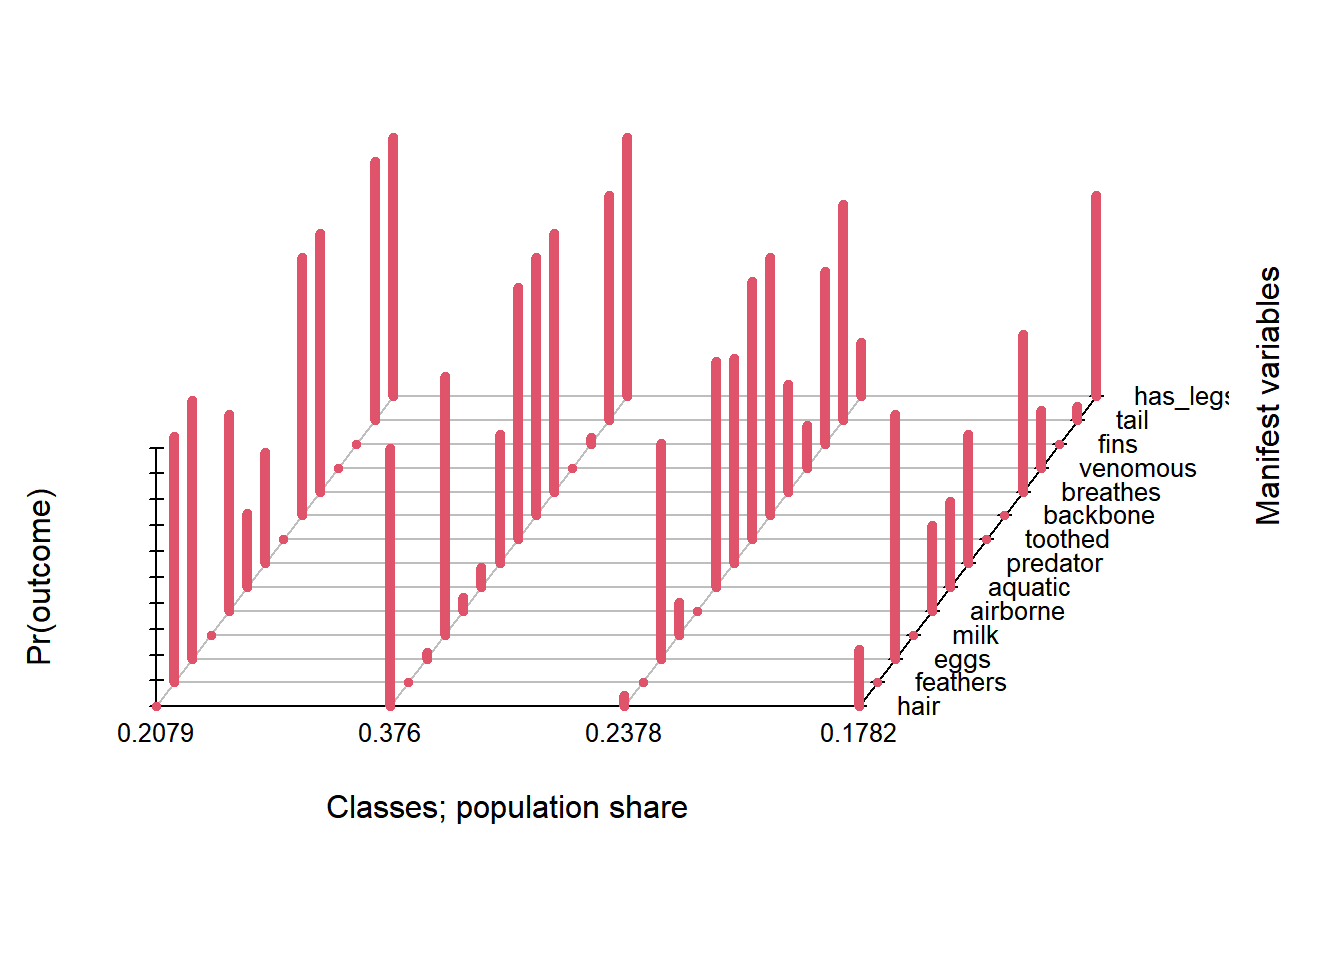 has_legs
tail
fins
venomous
breathes
backbone
toothed
predator
aquatic
airborne
milk
eggs
feathers
hair
Manifest variables
Pr(outcome)
0.2079 0.376 0.2378 0.1782
Classes; population share